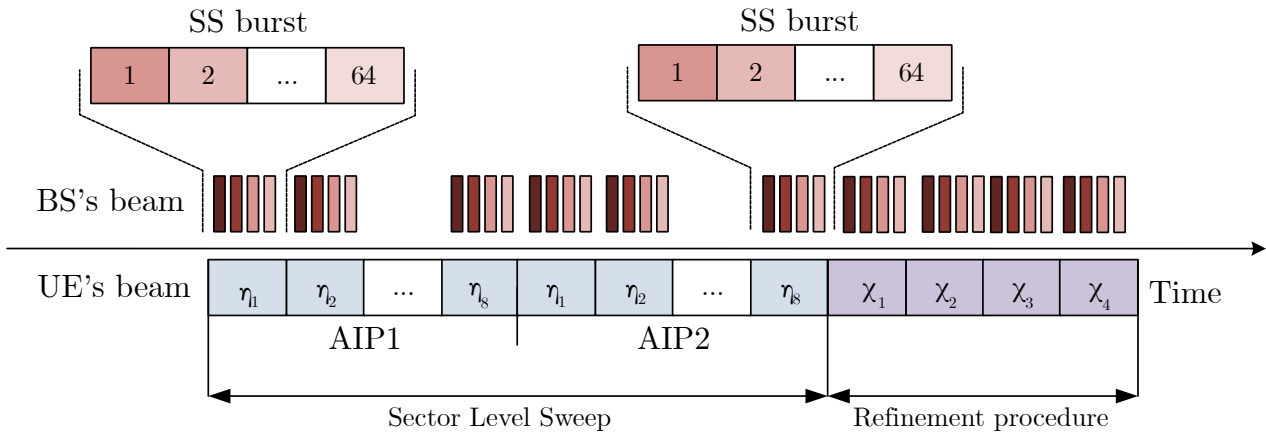 SS burst
SS burst
1 2 ... 64
1 2 ... 64
BS's beam
UE's beam
η1 η2 ... η8 η1 η2 ... η8 χ1 χ2 χ3 χ4
Time
AIP1
AIP2
Sector Level Sweep
Refinement procedure